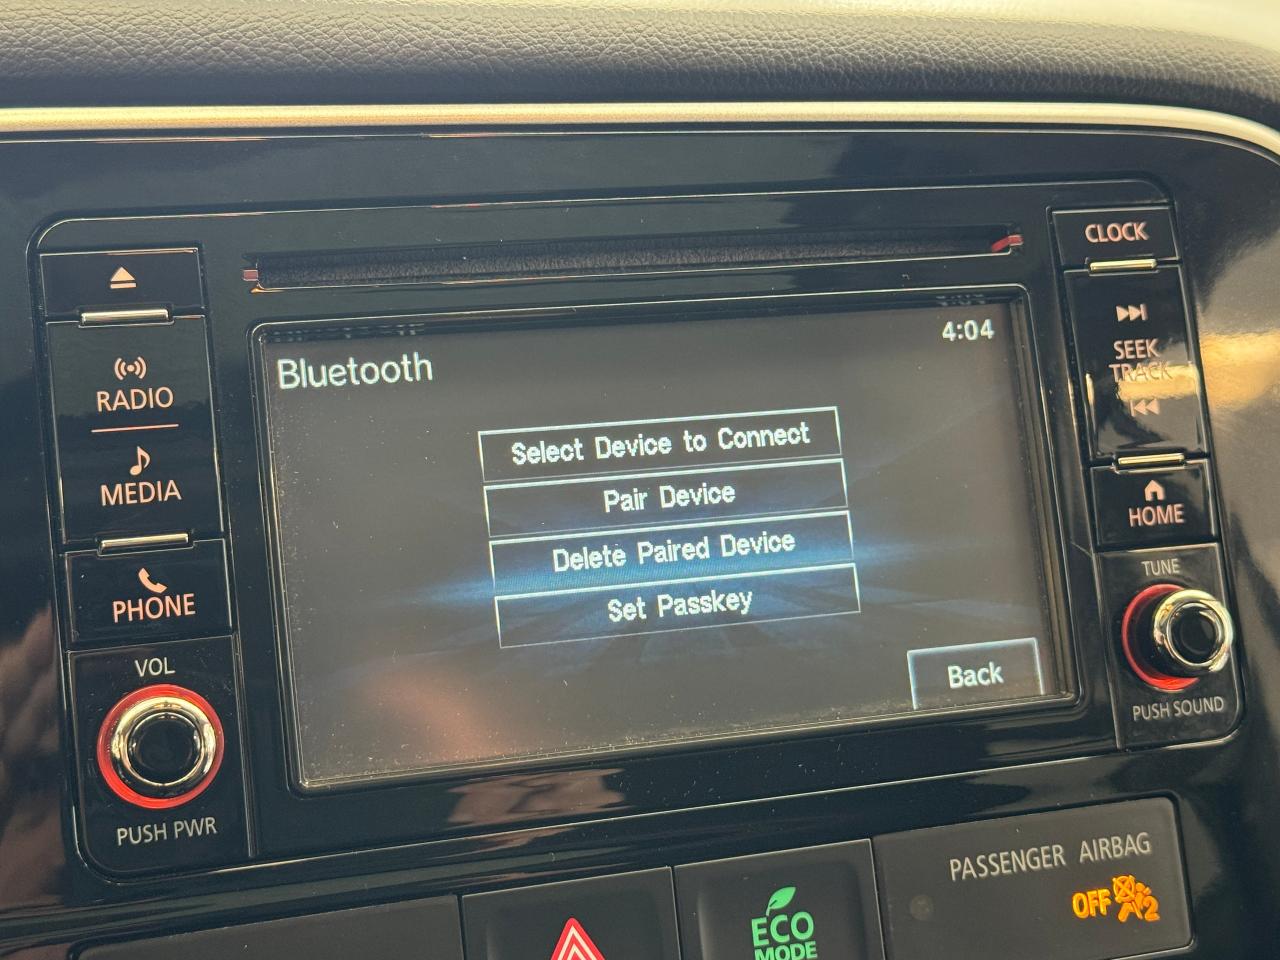 CLOCK
4:04
Bluetooth
SEEK
TRACK
RADIO
Select Device to Connect
MEDIA
Pair Device
HOME
Delete Paired Device
TUNE
PHONE
Set Passkey
VOL
Back
PUSH SOUND
PUSH PWR
PASSENGER AIRBAG
OFF 2
ECO
MODE